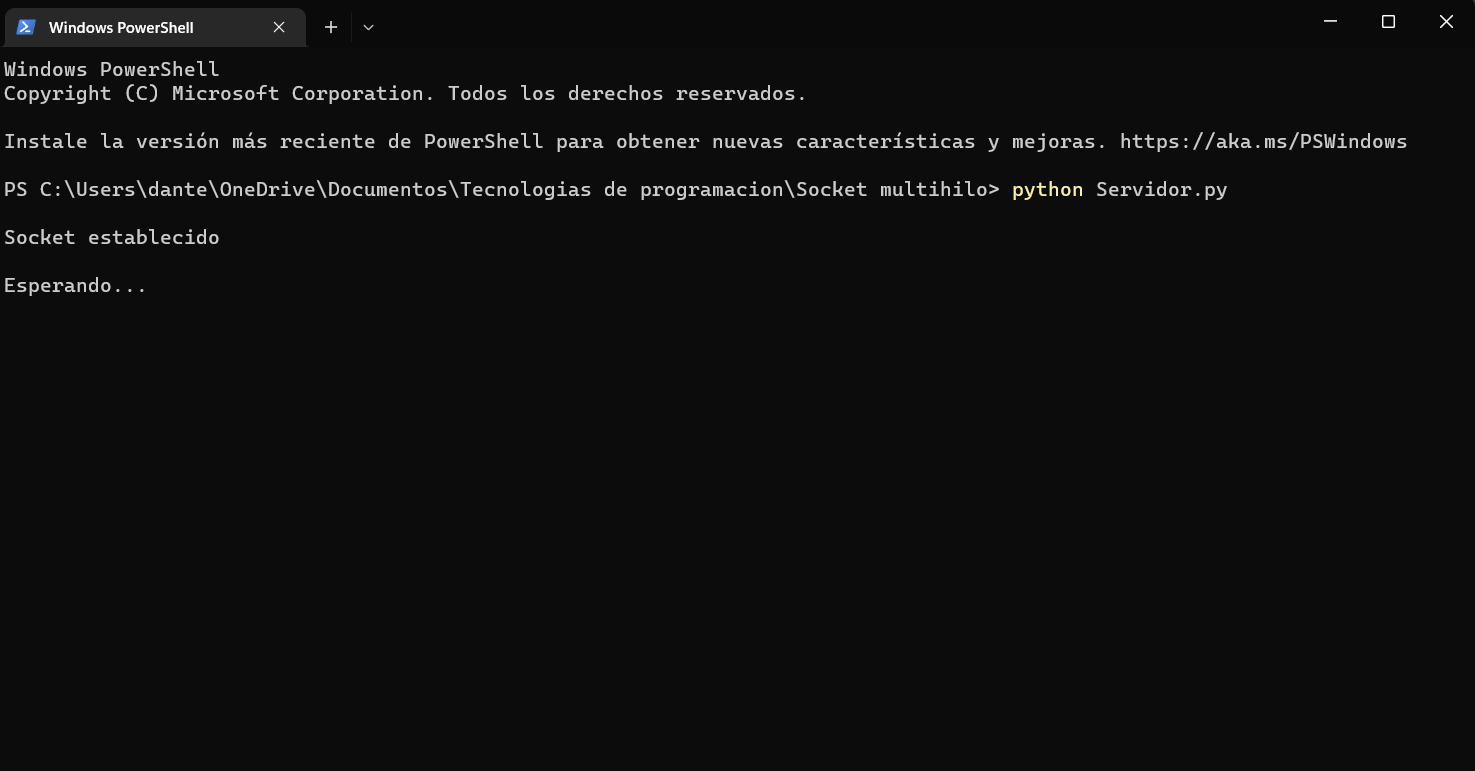 Windows PowerShell
Windows PowerShell
Copyright (C) Microsoft Corporation. Todos los derechos reservados.
Instale la versión más reciente de PowerShell para obtener nuevas características y mejoras. https://aka.ms/PSWindows
PS C:\Users\dante\OneDrive\Documentos\Tecnologias de programacion\Socket multihilo> python Servidor.py
Socket establecido
Esperando...